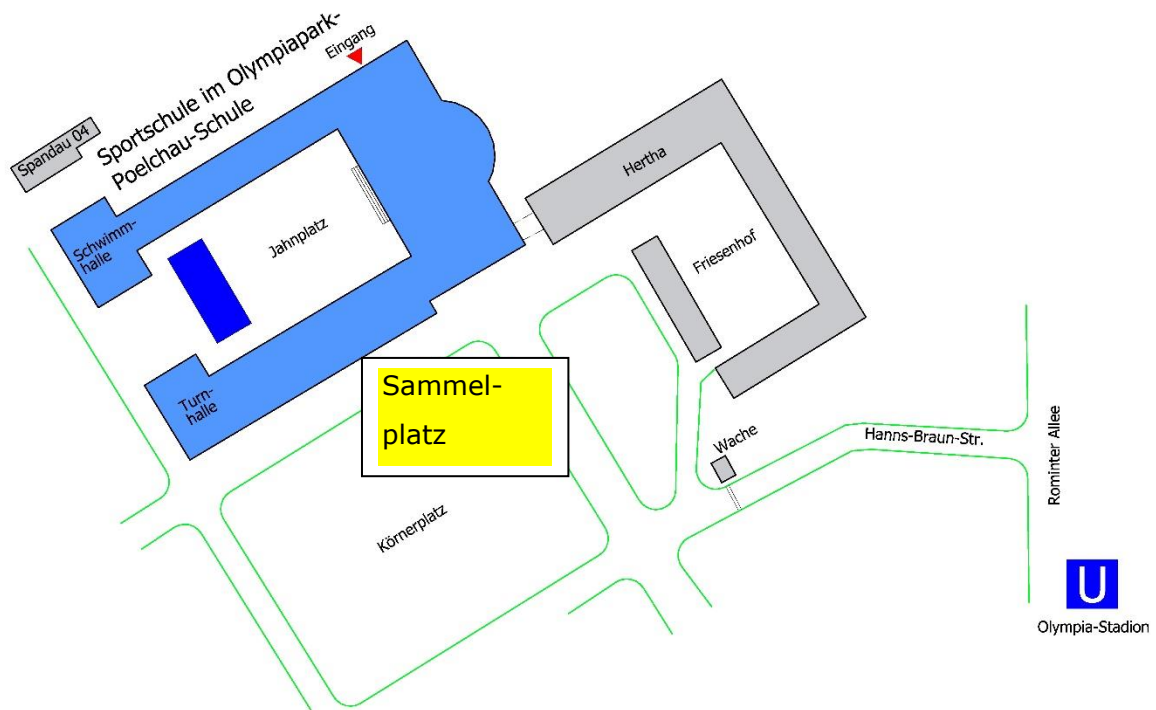 Eingang
Sportschule im Olympiapark-
Poelchau-Schule
Spandau 04
Schwimm-
halle
Jahnplatz
Turn-
halle
Hertha
Friesenhof
Sammel-
platz
Körnerplatz
Wache
Hanns-Braun-Str.
Rominter Allee
U
Olympia-Stadion